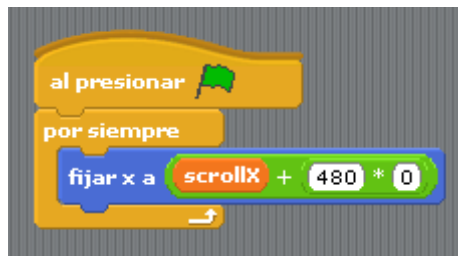 al presionar
por siempre
fijar x a scrollX + 480 * 0